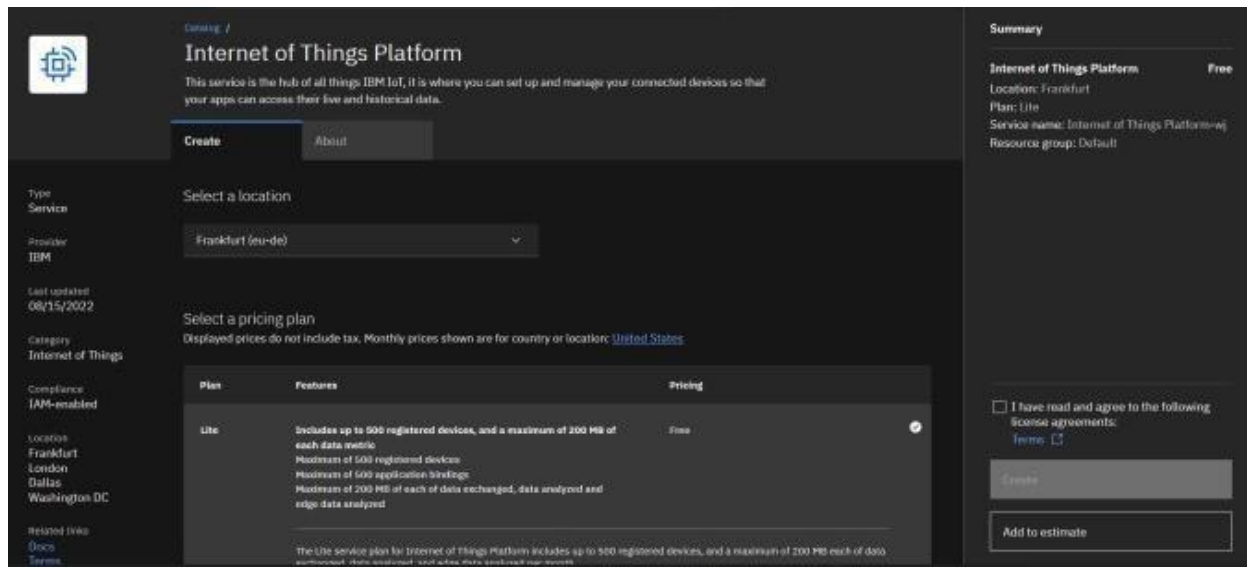 Catalog /
Internet of Things Platform
This service is the hub of all things IBM IoT, it is where you can set up and manage your connected devices so that
your apps can access their live and historical data.
Create
About
Type
Service
Provider
IBM
Last updated
08/15/2022
Category
Internet of Things
Compliance
IAM-enabled
Location
Frankfurt
London
Dallas
Washington DC
Related links
Docs
Terms
Select a location
Frankfurt (eu-de)
Select a pricing plan
Displayed prices do not include tax. Monthly prices shown are for country or location: United States
Plan Features Pricing
Lite Includes up to 500 registered devices, and a maximum of 200 MB of Free
each data metric
Maximum of 500 registered devices
Maximum of 500 application bindings
Maximum of 200 MB of each of data exchanged, data analyzed and
edge data analyzed
The Lite service plan for Internet of Things Platform includes up to 500 registered devices, and a maximum of 200 MB each of data
exchanged, data analyzed, and edge data analyzed per month.
Summary
Internet of Things Platform Free
Location: Frankfurt
Plan: Lite
Service name: Internet of Things Platform-wj
Resource group: Default
I have read and agree to the following
license agreements:
Terms
Create
Add to estimate